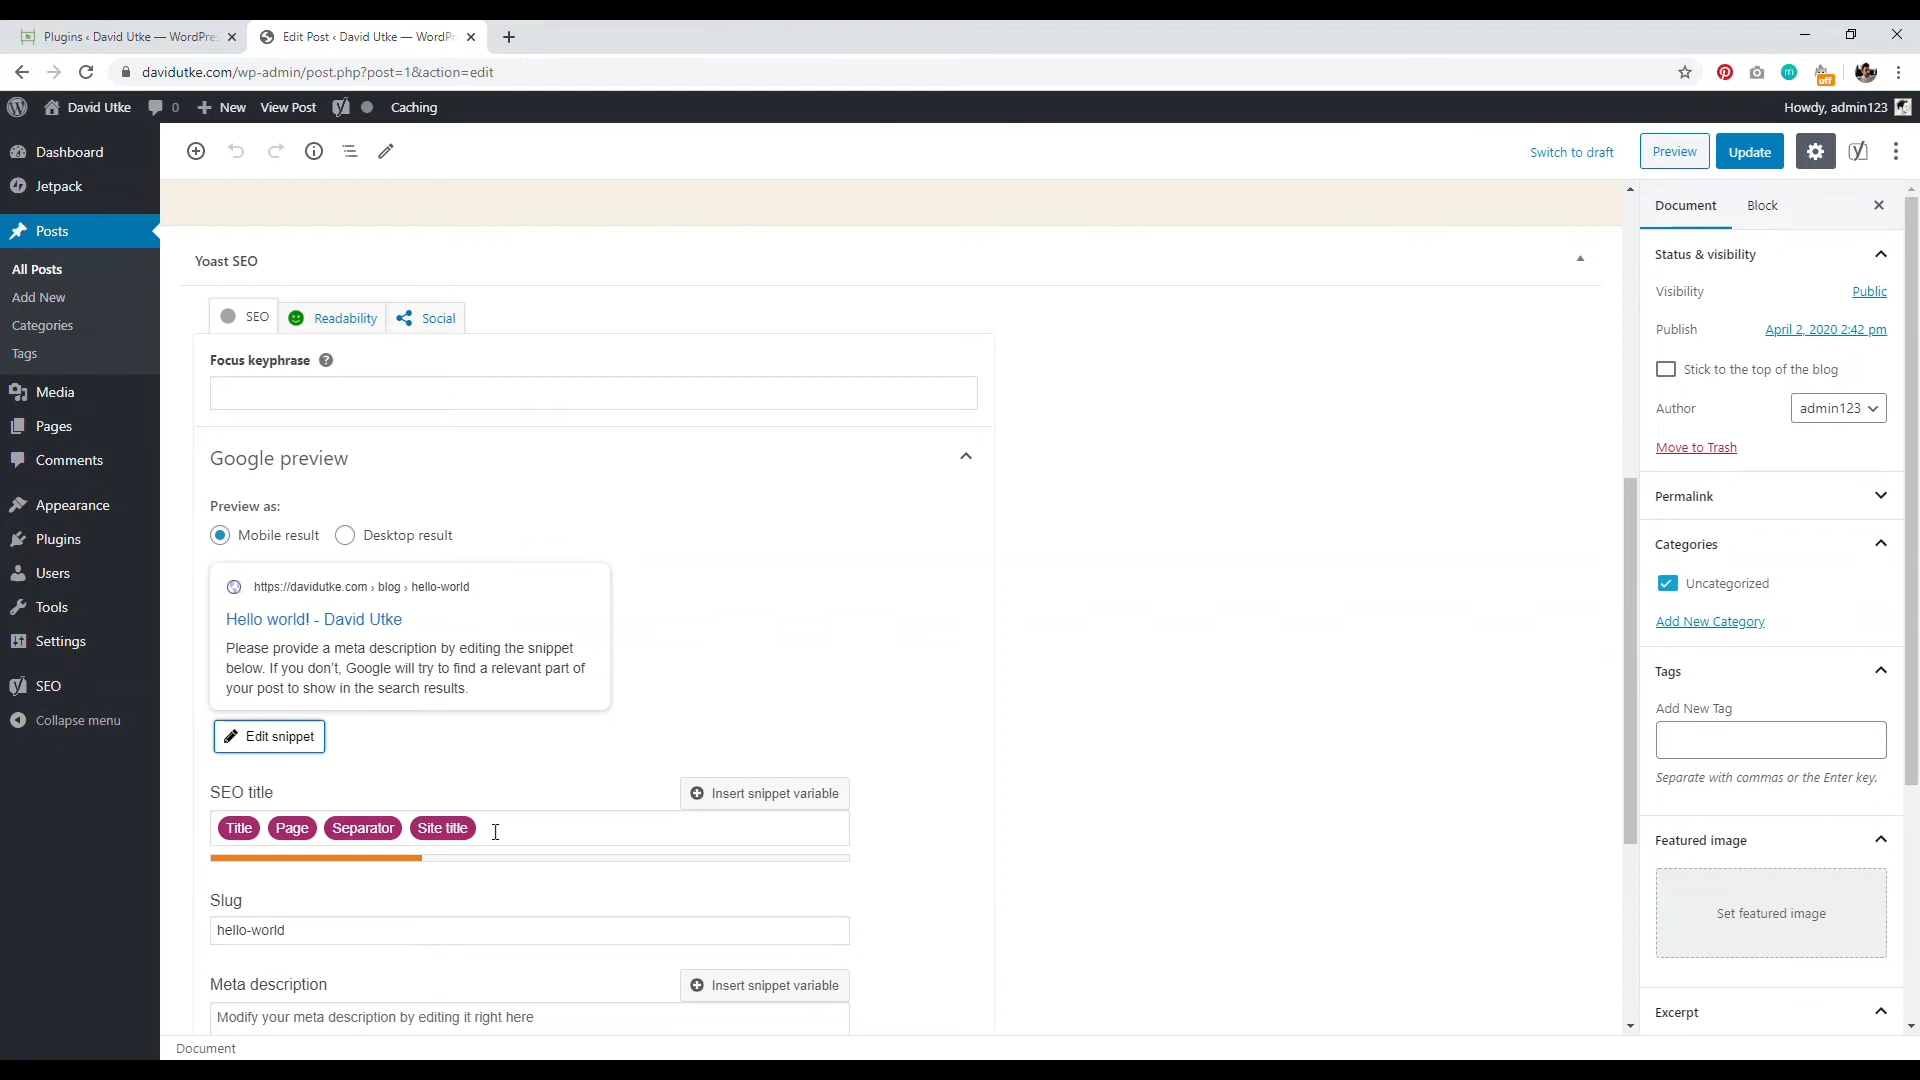 Plugins ‹ David Utke — WordPre
Edit Post ‹ David Utke — WordPr
davidutke.com/wp-admin/post.php?post=1&action=edit
off
David Utke
0
New
View Post
Caching
Howdy, admin123
Dashboard
Jetpack
Posts
All Posts
Add New
Categories
Tags
Media
Pages
Comments
Appearance
Plugins
Users
Tools
Settings
SEO
Collapse menu
Switch to draft
Preview
Update
Yoast SEO
SEO
Readability
Social
Focus keyphrase ?
Google preview
Preview as:
Mobile result
Desktop result
https://davidutke.com › blog › hello-world
Hello world! - David Utke
Please provide a meta description by editing the snippet
below. If you don't, Google will try to find a relevant part of
your post to show in the search results.
Edit snippet
SEO title
Insert snippet variable
Title Page Separator Site title
Slug
hello-world
Meta description
Insert snippet variable
Modify your meta description by editing it right here
Document
Document
Block
Status & visibility
Visibility
Public
Publish
April 2, 2020 2:42 pm
Stick to the top of the blog
Author
admin123
Move to Trash
Permalink
Categories
Uncategorized
Add New Category
Tags
Add New Tag
Separate with commas or the Enter key.
Featured image
Set featured image
Excerpt